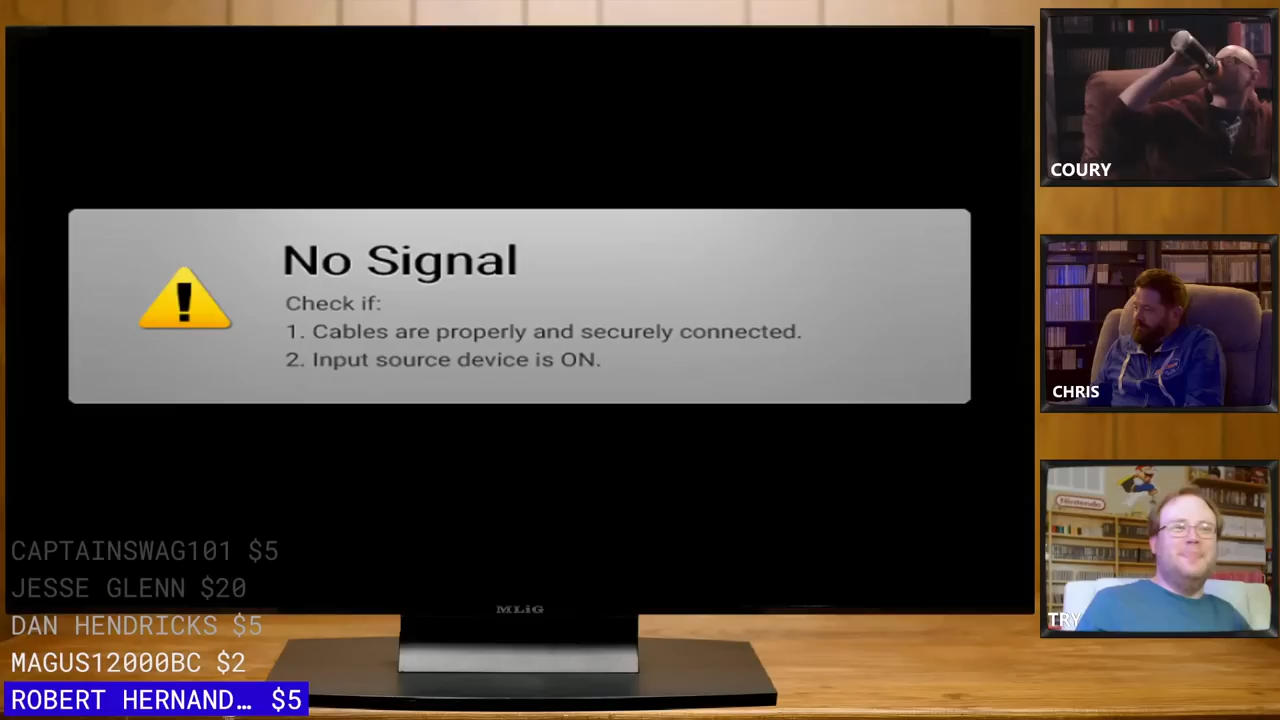 No Signal
Check if:
1. Cables are properly and securely connected.
2. Input source device is ON.
MLiG
CAPTAINSWAG101 $5
JESSE GLENN $20
DAN HENDRICKS $5
MAGUS12000BC $2
ROBERT HERNAND… $5
COURY
CHRIS
Nintendo
TRY